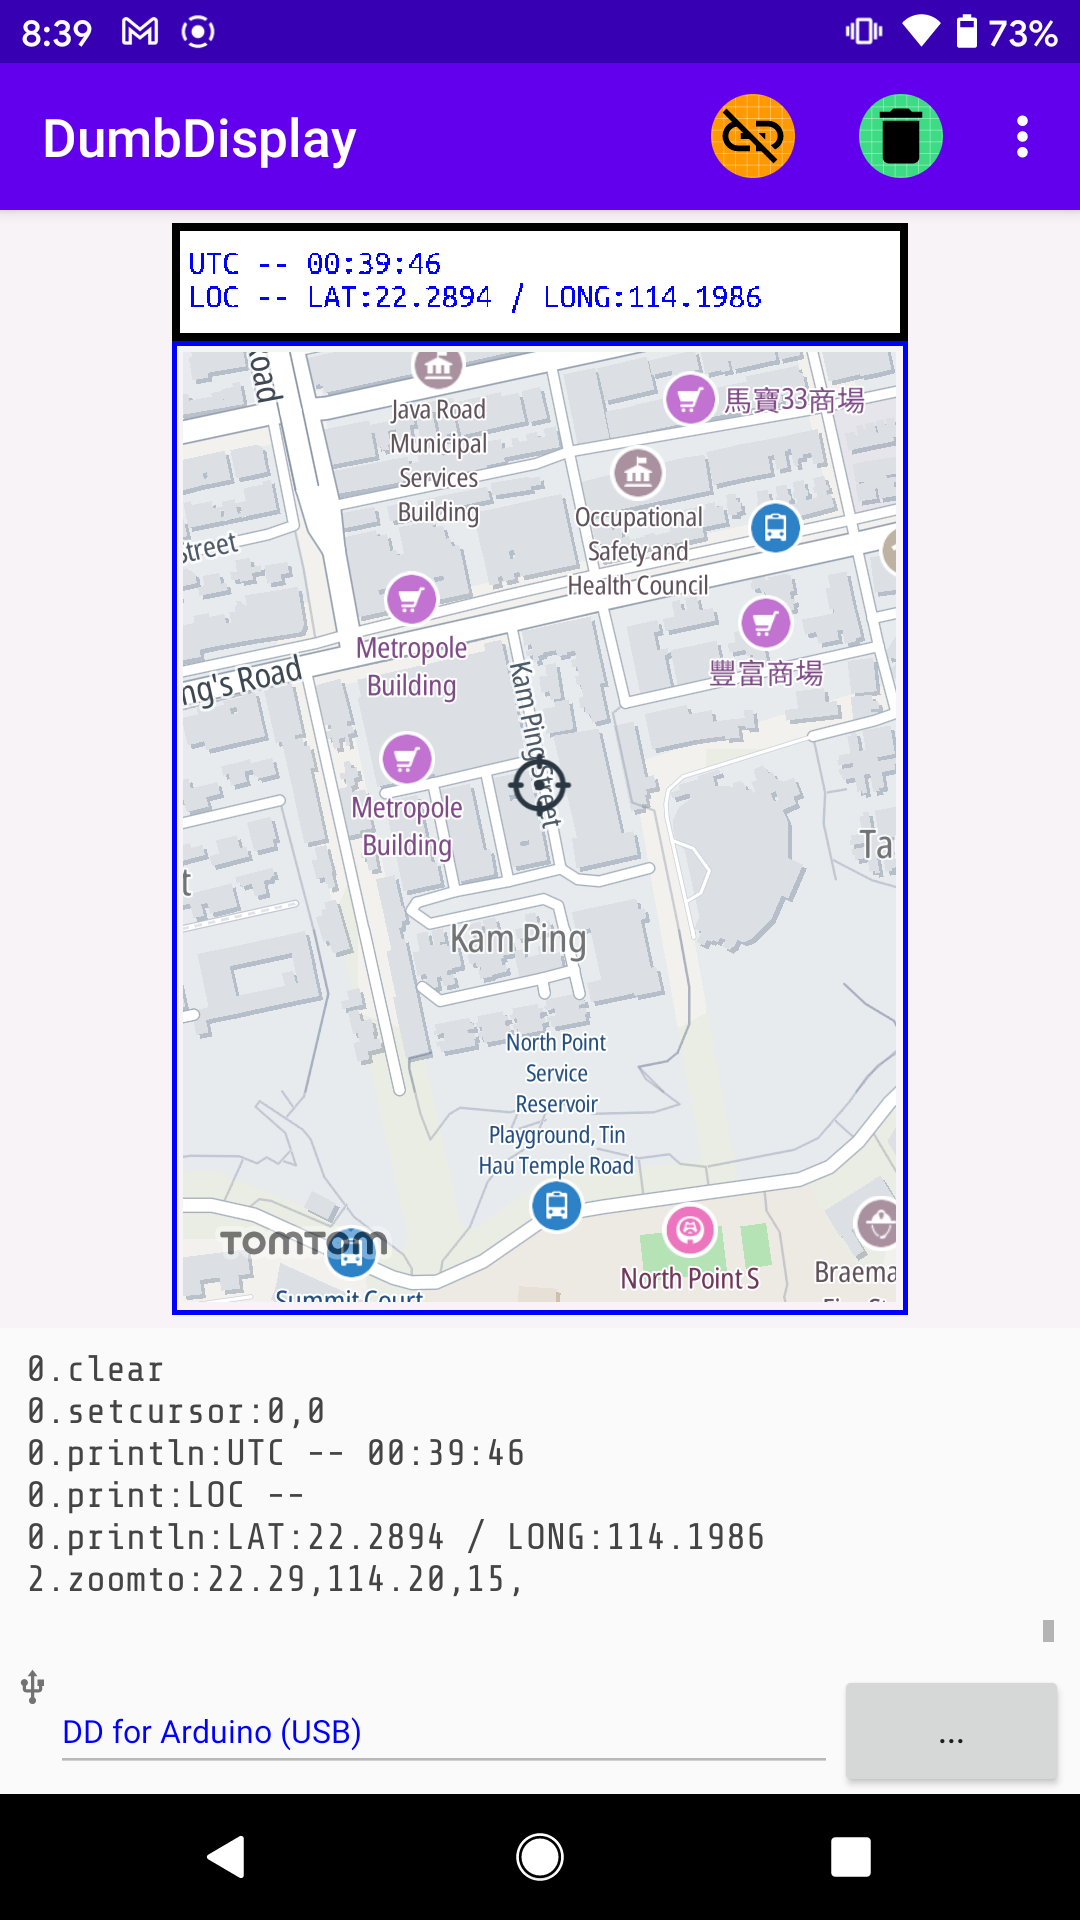 8:39
73%
DumbDisplay
UTC -- 00:39:46
LOC -- LAT:22.2894 / LONG:114.1986
Java Road
Municipal
Services
Building
馬寶33商場
Occupational
Safety and
Health Council
Street
Metropole
Building
豐富商場
ng's Road
Kam Ping Street
Metropole
Building
Ta
t
Kam Ping
North Point
Service
Reservoir
Playground, Tin
Hau Temple Road
TOMTOM
North Point S
Braema
Summit Court
0.clear
0.setcursor:0,0
0.println:UTC -- 00:39:46
0.print:LOC --
0.println:LAT:22.2894 / LONG:114.1986
2.zoomto:22.29,114.20,15,
DD for Arduino (USB)
...